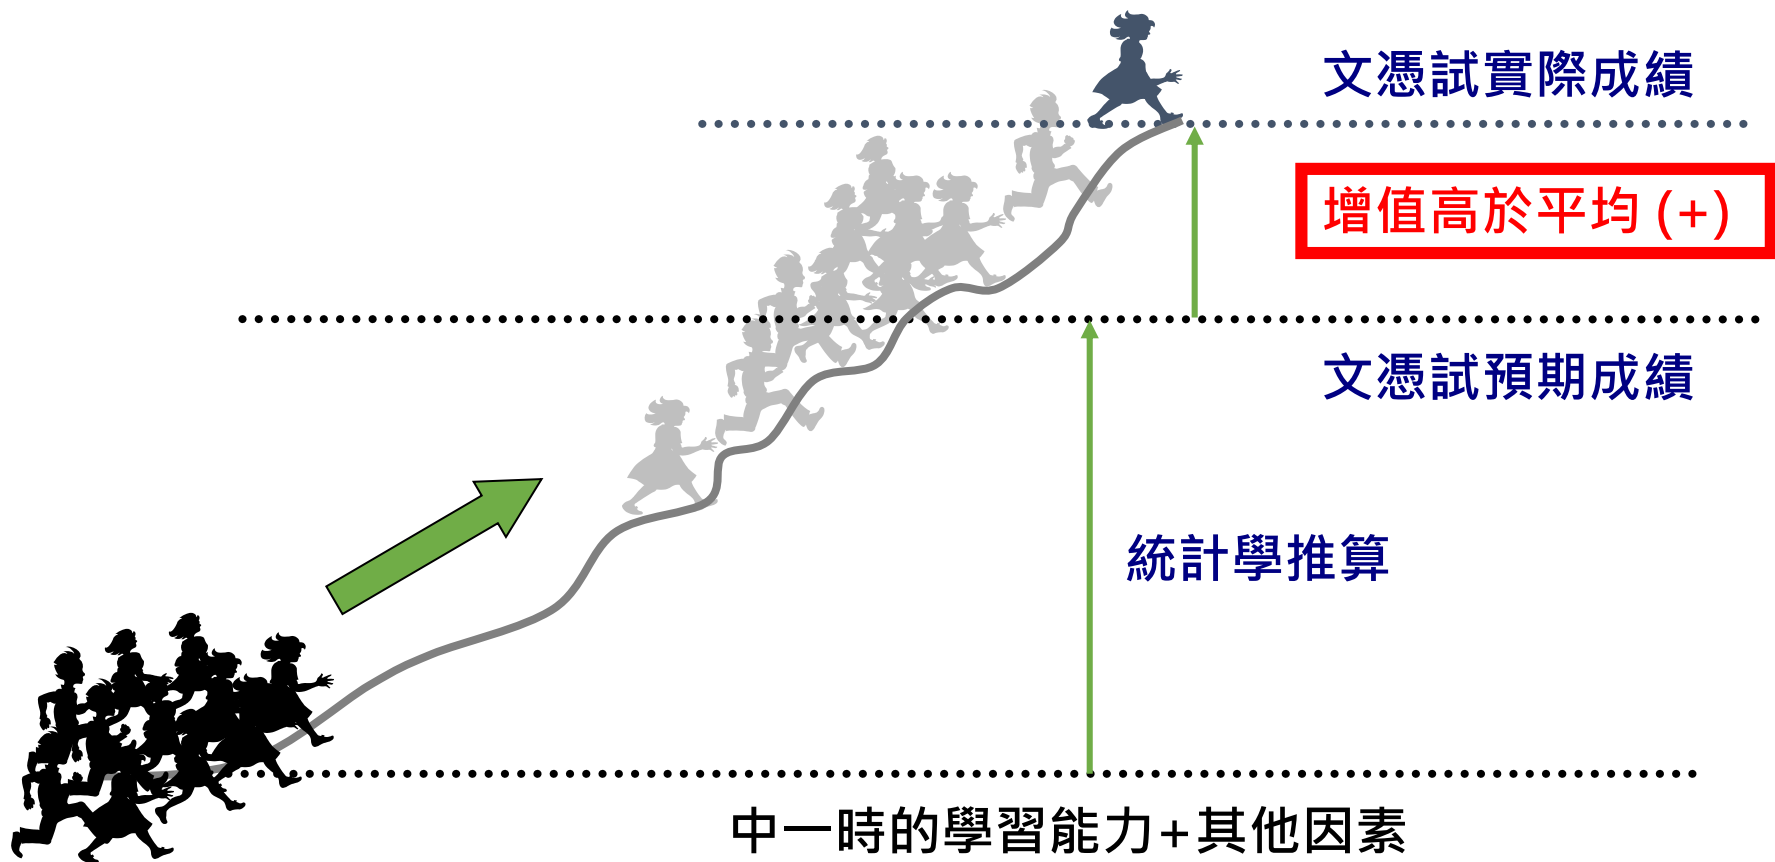 文憑試實際成績
增值高於平均 (+)
文憑試預期成績
統計學推算
中一時的學習能力+其他因素